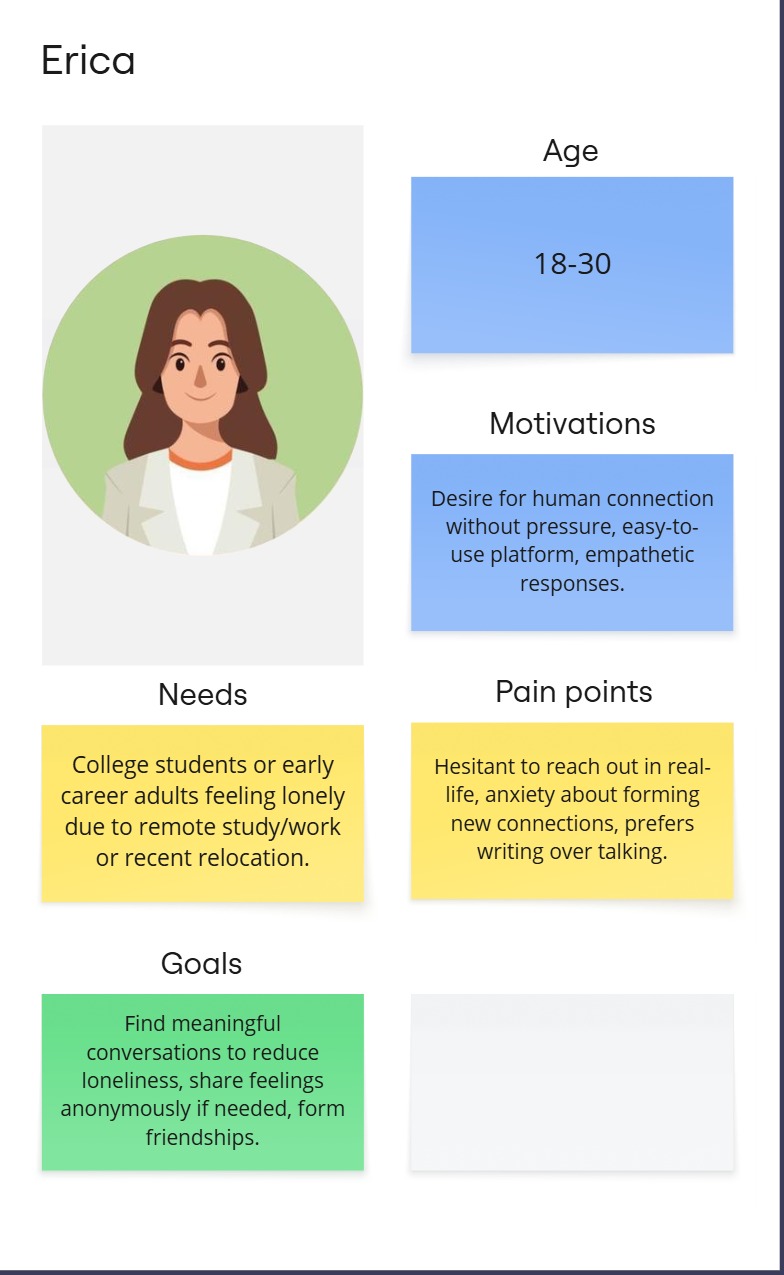 Erica
Age
18-30
Motivations
Desire for human connection
without pressure, easy-to-
use platform, empathetic
responses.
Needs
College students or early
career adults feeling lonely
due to remote study/work
or recent relocation.
Pain points
Hesitant to reach out in real-
life, anxiety about forming
new connections, prefers
writing over talking.
Goals
Find meaningful
conversations to reduce
loneliness, share feelings
anonymously if needed, form
friendships.